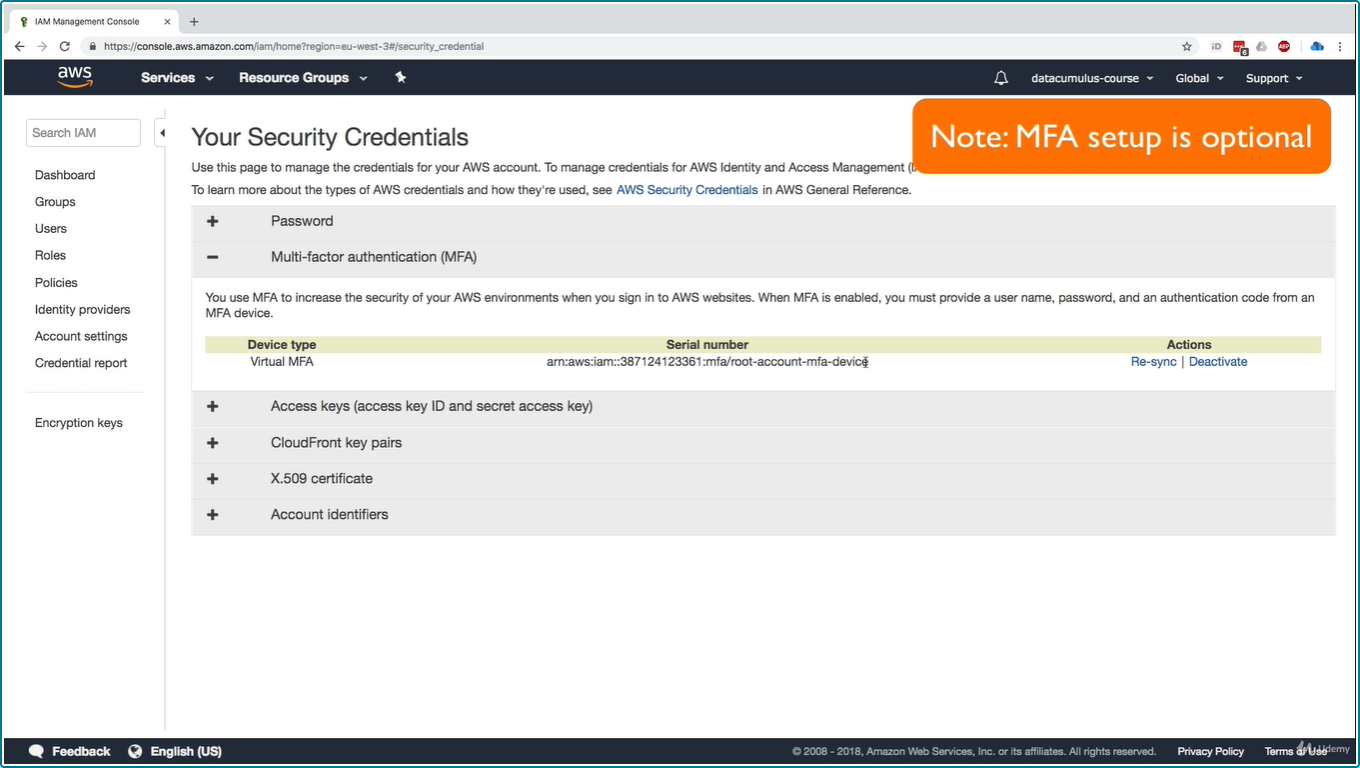 IAM Management Console
https://console.aws.amazon.com/iam/home?region=eu-west-3#/security_credential
aws
Services
Resource Groups
datacumulus-course
Global
Support
Note: MFA setup is optional
Search IAM
Dashboard
Groups
Users
Roles
Policies
Identity providers
Account settings
Credential report
Encryption keys
Your Security Credentials
Use this page to manage the credentials for your AWS account. To manage credentials for AWS Identity and Access Management
To learn more about the types of AWS credentials and how they're used, see AWS Security Credentials in AWS General Reference.
Password
Multi-factor authentication (MFA)
You use MFA to increase the security of your AWS environments when you sign in to AWS websites. When MFA is enabled, you must provide a user name, password, and an authentication code from an
MFA device.
Device type Serial number Actions
Virtual MFA arn:aws:iam::387124123361:mfa/root-account-mfa-device Re-sync | Deactivate
Access keys (access key ID and secret access key)
CloudFront key pairs
X.509 certificate
Account identifiers
Feedback
English (US)
© 2008 - 2018, Amazon Web Services, Inc. or its affiliates. All rights reserved.
Privacy Policy
Terms of Use
Udemy